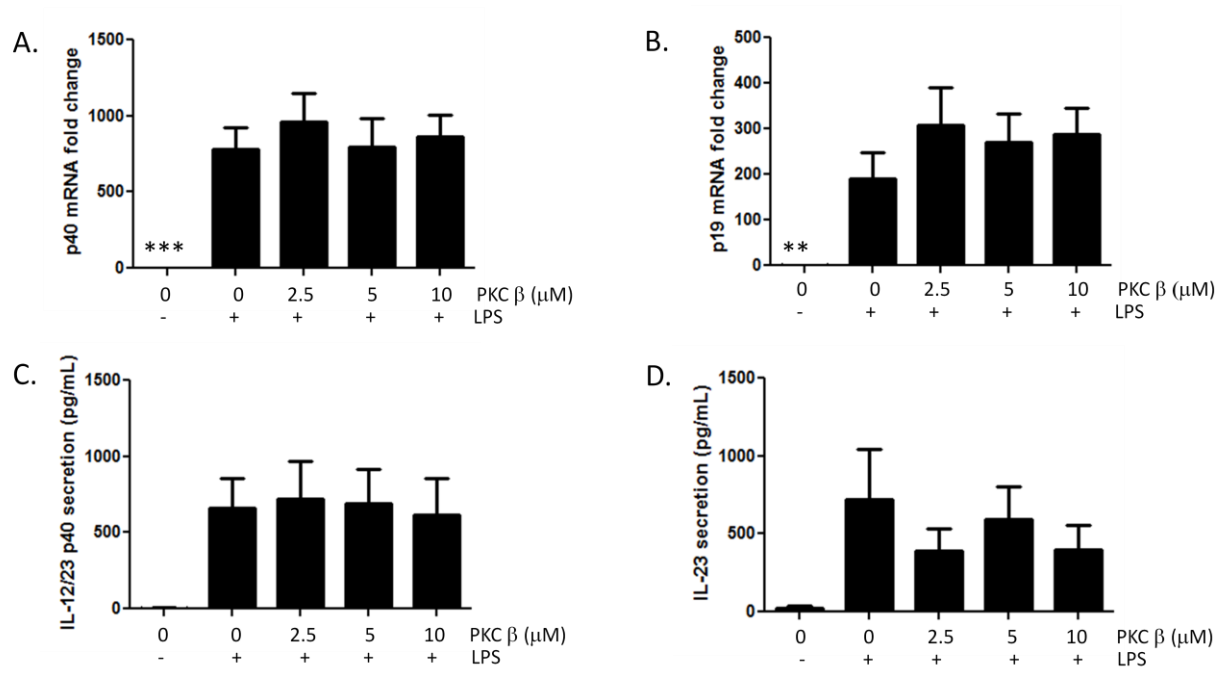 A.
p40 mRNA fold change
1500
1000
500
0
***
0 0 2.5 5 10 PKC β (μM)
- + + + + LPS
B.
p19 mRNA fold change
500
400
300
200
100
0
**
0 0 2.5 5 10 PKC β (μM)
- + + + + LPS
C.
IL-12/23 p40 secretion (pg/mL)
1500
1000
500
0
0 0 2.5 5 10 PKC β (μM)
- + + + + LPS
D.
IL-23 secretion (pg/mL)
1500
1000
500
0
0 0 2.5 5 10 PKC β (μM)
- + + + + LPS